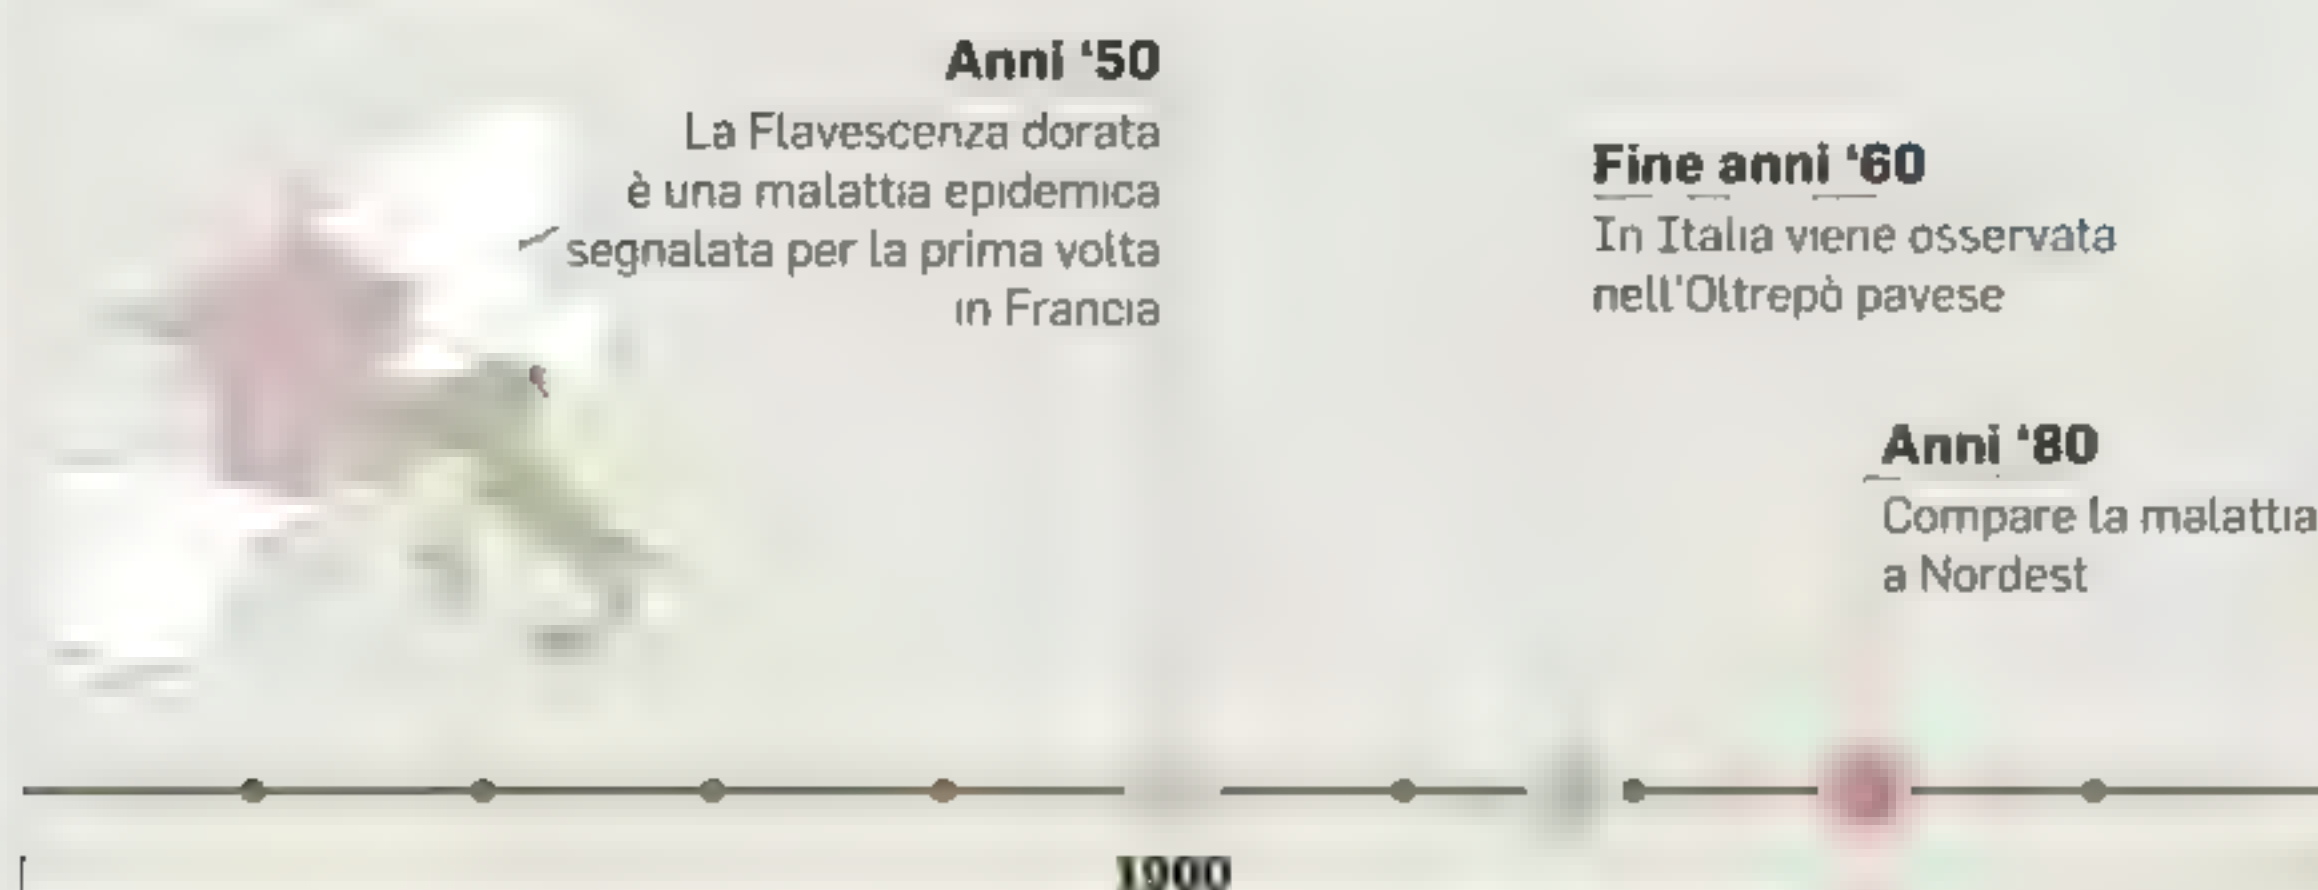 Anni ‘50
La Flavescenza dorata
è una malattia epidemica
segnalata per la prima volta
in Francia
Fine anni ‘60
In Italia viene osservata
nell'Oltrepò pavese
Anni ‘80
Compare la malattia
a Nordest
1900